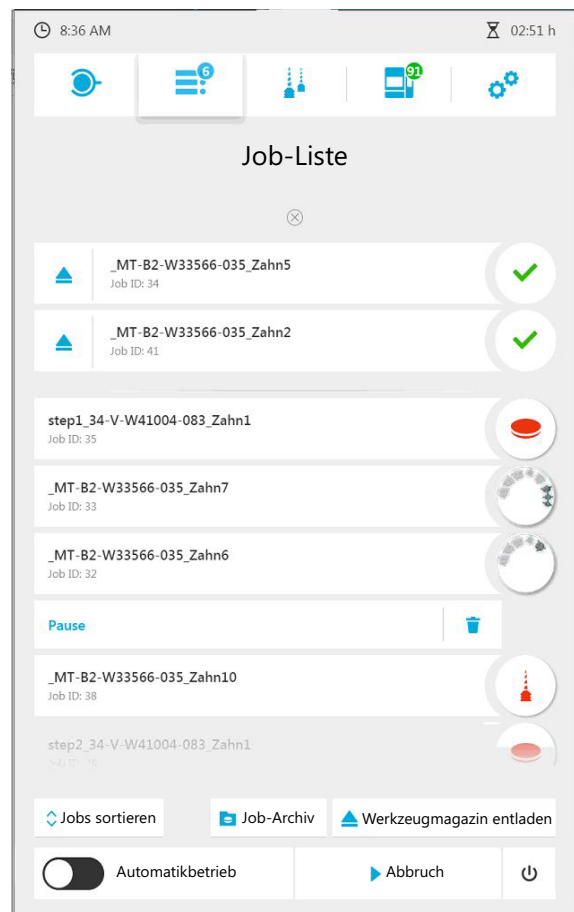 8:36 AM
02:51 h
6
91
Job-Liste
_MT-B2-W33566-035_Zahn5
Job ID: 34
_MT-B2-W33566-035_Zahn2
Job ID: 41
step1_34-V-W41004-083_Zahn1
Job ID: 35
_MT-B2-W33566-035_Zahn7
Job ID: 33
_MT-B2-W33566-035_Zahn6
Job ID: 32
Pause
_MT-B2-W33566-035_Zahn10
Job ID: 38
step2_34-V-W41004-083_Zahn1
Jobs sortieren
Job-Archiv
Werkzeugmagazin entladen
Automatikbetrieb
Abbruch